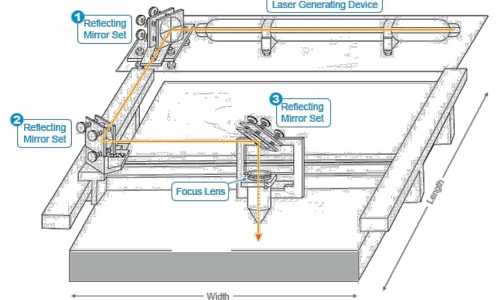 Laser Generating Device
1 Reflecting
Mirror Set
2 Reflecting
Mirror Set
3 Reflecting
Mirror Set
Focus Lens
Length
Width